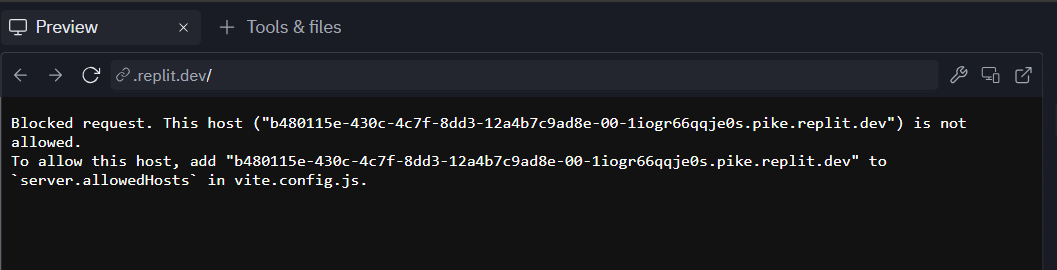 Preview
Tools & files
.replit.dev/
Blocked request. This host ("b480115e-430c-4c7f-8dd3-12a4b7c9ad8e-00-1iogr66qqje0s.pike.replit.dev") is not
allowed.
To allow this host, add "b480115e-430c-4c7f-8dd3-12a4b7c9ad8e-00-1iogr66qqje0s.pike.replit.dev" to
`server.allowedHosts` in vite.config.js.